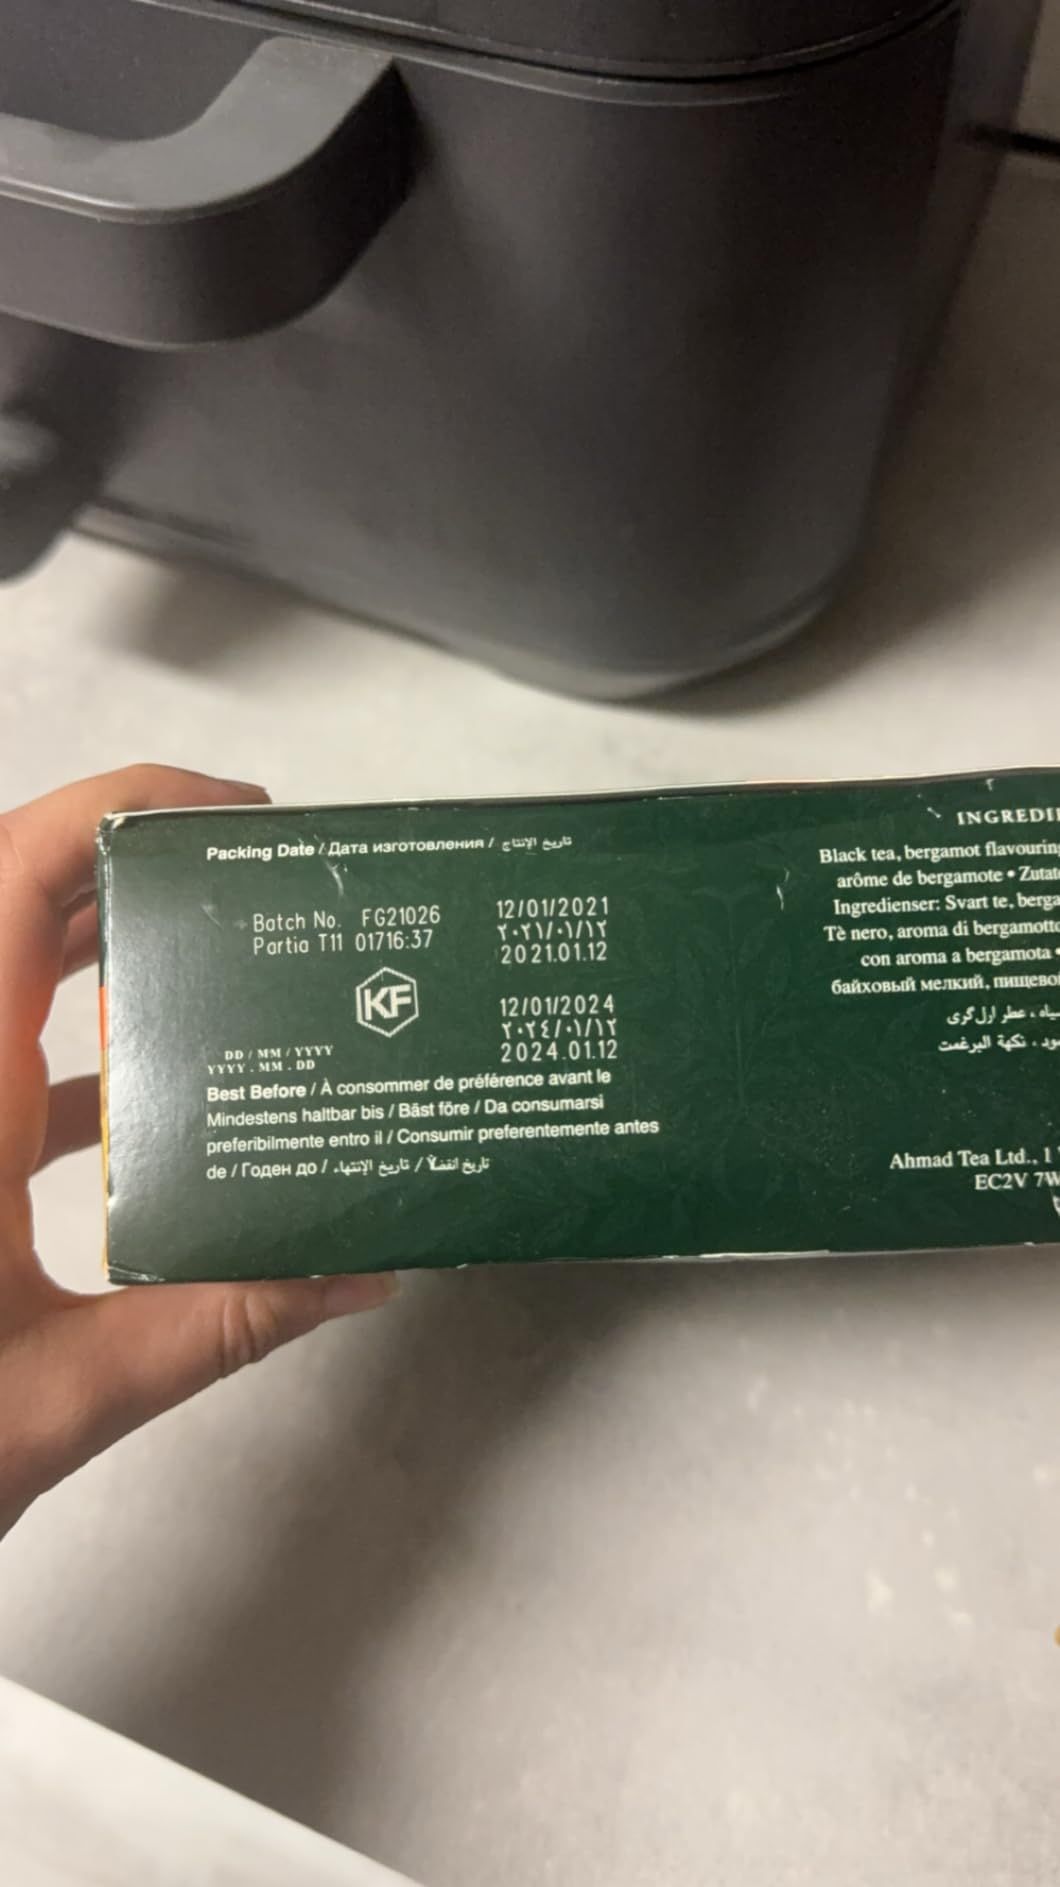 Packing Date / Дата изготовления / تاريخ الإنتاج
Batch No. FG21026
Partia T11 01716:37
12/01/2021
٢٠٢١/٠١/١٢
2021.01.12
KF
12/01/2024
٢٠٢٤/٠١/١٢
2024.01.12
DD / MM / YYYY
YYYY . MM . DD
Best Before / À consommer de préférence avant le
Mindestens haltbar bis / Bäst före / Da consumarsi
preferibilmente entro il / Consumir preferentemente antes
de / Годен до / تاريخ الإنتهاء / تاريخ انقضاﻷ
INGREDI
Black tea, bergamot flavouring
arôme de bergamote • Zutat
Ingredienser: Svart te, berga
Tè nero, aroma di bergamotto
con aroma a bergamota •
байховый мелкий, пищево
سیاه ، عطر ارل گری
نكهة البرغمت
Ahmad Tea Ltd., 1
EC2V 7W